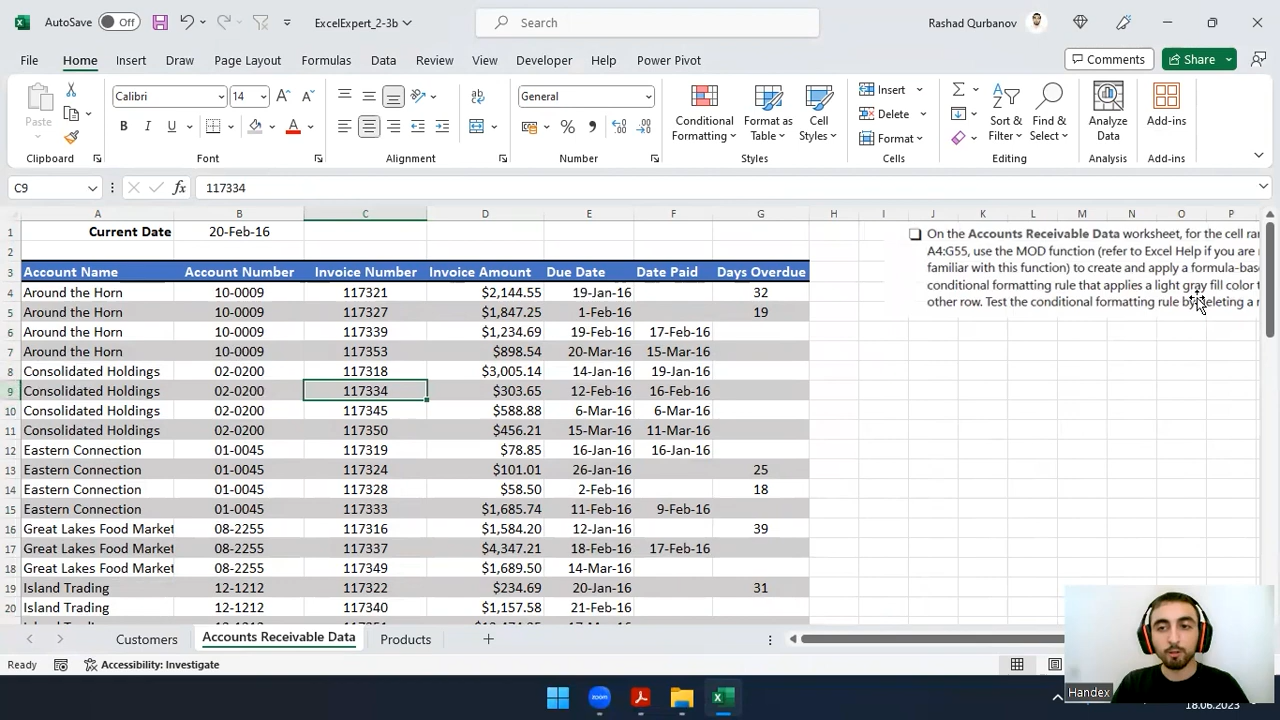 AutoSave Off ExcelExpert_2-3b Search Rashad Qurbanov
File Home Insert Draw Page Layout Formulas Data Review View Developer Help Power Pivot Comments Share
Paste Calibri 14 General Conditional Formatting Format as Table Cell Styles Insert Delete Format Sort & Filter Find & Select Analyze Data Add-ins
Clipboard Font Alignment Number Styles Cells Editing Analysis Add-ins
C9 fx 117334
A B C D E F G H I J K L M N O P
1 Current Date 20-Feb-16
2
3 Account Name Account Number Invoice Number Invoice Amount Due Date Date Paid Days Overdue
4 Around the Horn 10-0009 117321 $2,144.55 19-Jan-16 32
5 Around the Horn 10-0009 117327 $1,847.25 1-Feb-16 19
6 Around the Horn 10-0009 117339 $1,234.69 19-Feb-16 17-Feb-16
7 Around the Horn 10-0009 117353 $898.54 20-Mar-16 15-Mar-16
8 Consolidated Holdings 02-0200 117318 $3,005.14 14-Jan-16 19-Jan-16
9 Consolidated Holdings 02-0200 117334 $303.65 12-Feb-16 16-Feb-16
10 Consolidated Holdings 02-0200 117345 $588.88 6-Mar-16 6-Mar-16
11 Consolidated Holdings 02-0200 117350 $456.21 15-Mar-16 11-Mar-16
12 Eastern Connection 01-0045 117319 $78.85 16-Jan-16 16-Jan-16
13 Eastern Connection 01-0045 117324 $101.01 26-Jan-16 25
14 Eastern Connection 01-0045 117328 $58.50 2-Feb-16 18
15 Eastern Connection 01-0045 117333 $1,685.74 11-Feb-16 9-Feb-16
16 Great Lakes Food Market 08-2255 117316 $1,584.20 12-Jan-16 39
17 Great Lakes Food Market 08-2255 117337 $4,347.21 18-Feb-16 17-Feb-16
18 Great Lakes Food Market 08-2255 117349 $1,689.50 14-Mar-16
19 Island Trading 12-1212 117322 $234.69 20-Jan-16 31
20 Island Trading 12-1212 117340 $1,157.58 21-Feb-16
On the Accounts Receivable Data worksheet, for the cell
A4:G55, use the MOD function (refer to Excel Help if you are
familiar with this function) to create and apply a
conditional formatting rule that applies a light gray fill color
other row. Test the conditional formatting rule by deleting a
Customers Accounts Receivable Data Products
Ready Accessibility: Investigate
Handex
18.06.2023